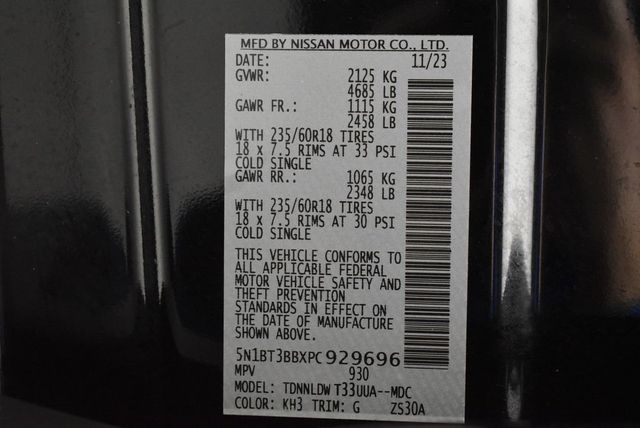 MFD BY NISSAN MOTOR CO., LTD.
DATE: 11/23
GVWR: 2125 KG
4685 LB
GAWR FR.: 1115 KG
2458 LB
WITH 235/60R18 TIRES
18 x 7.5 RIMS AT 33 PSI
COLD SINGLE
GAWR RR.: 1065 KG
2348 LB
WITH 235/60R18 TIRES
18 x 7.5 RIMS AT 30 PSI
COLD SINGLE
THIS VEHICLE CONFORMS TO
ALL APPLICABLE FEDERAL
MOTOR VEHICLE SAFETY AND
THEFT PREVENTION
STANDARDS IN EFFECT ON
THE DATE OF MANUFACTURE
SHOWN ABOVE.
5N1BT3BBXPC929696
MPV 930
MODEL: TDNNLDW T33UUA--MDC
COLOR: KH3 TRIM: G ZS30A